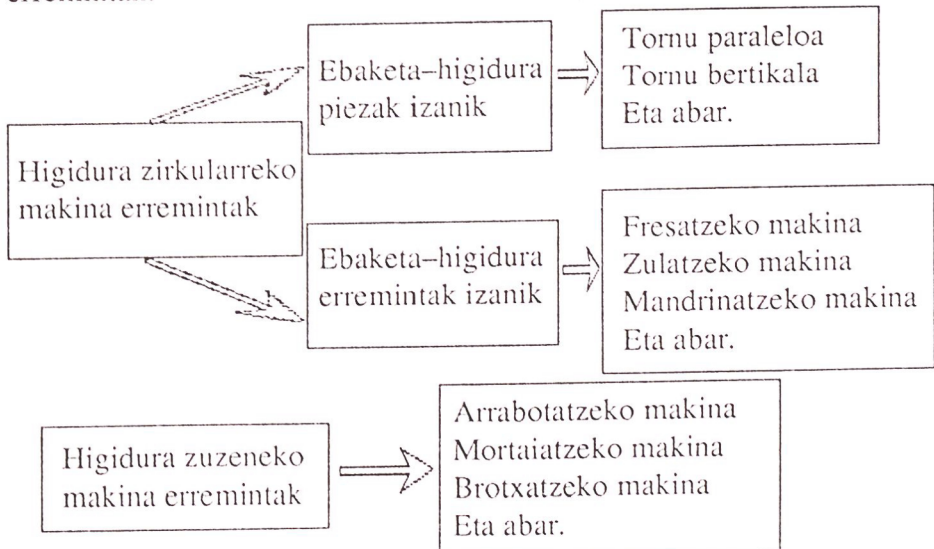 Ebaketa–higidura
piezak izanik
Tornu paraleloa
Tornu bertikala
Eta abar.
Higidura zirkularreko
makina erremintak
Ebaketa–higidura
erremintak izanik
Fresatzeko makina
Zulatzeko makina
Mandrinatzeko makina
Eta abar.
Higidura zuzeneko
makina erremintak
Arrabotatzeko makina
Mortaiatzeko makina
Brotxatzeko makina
Eta abar.